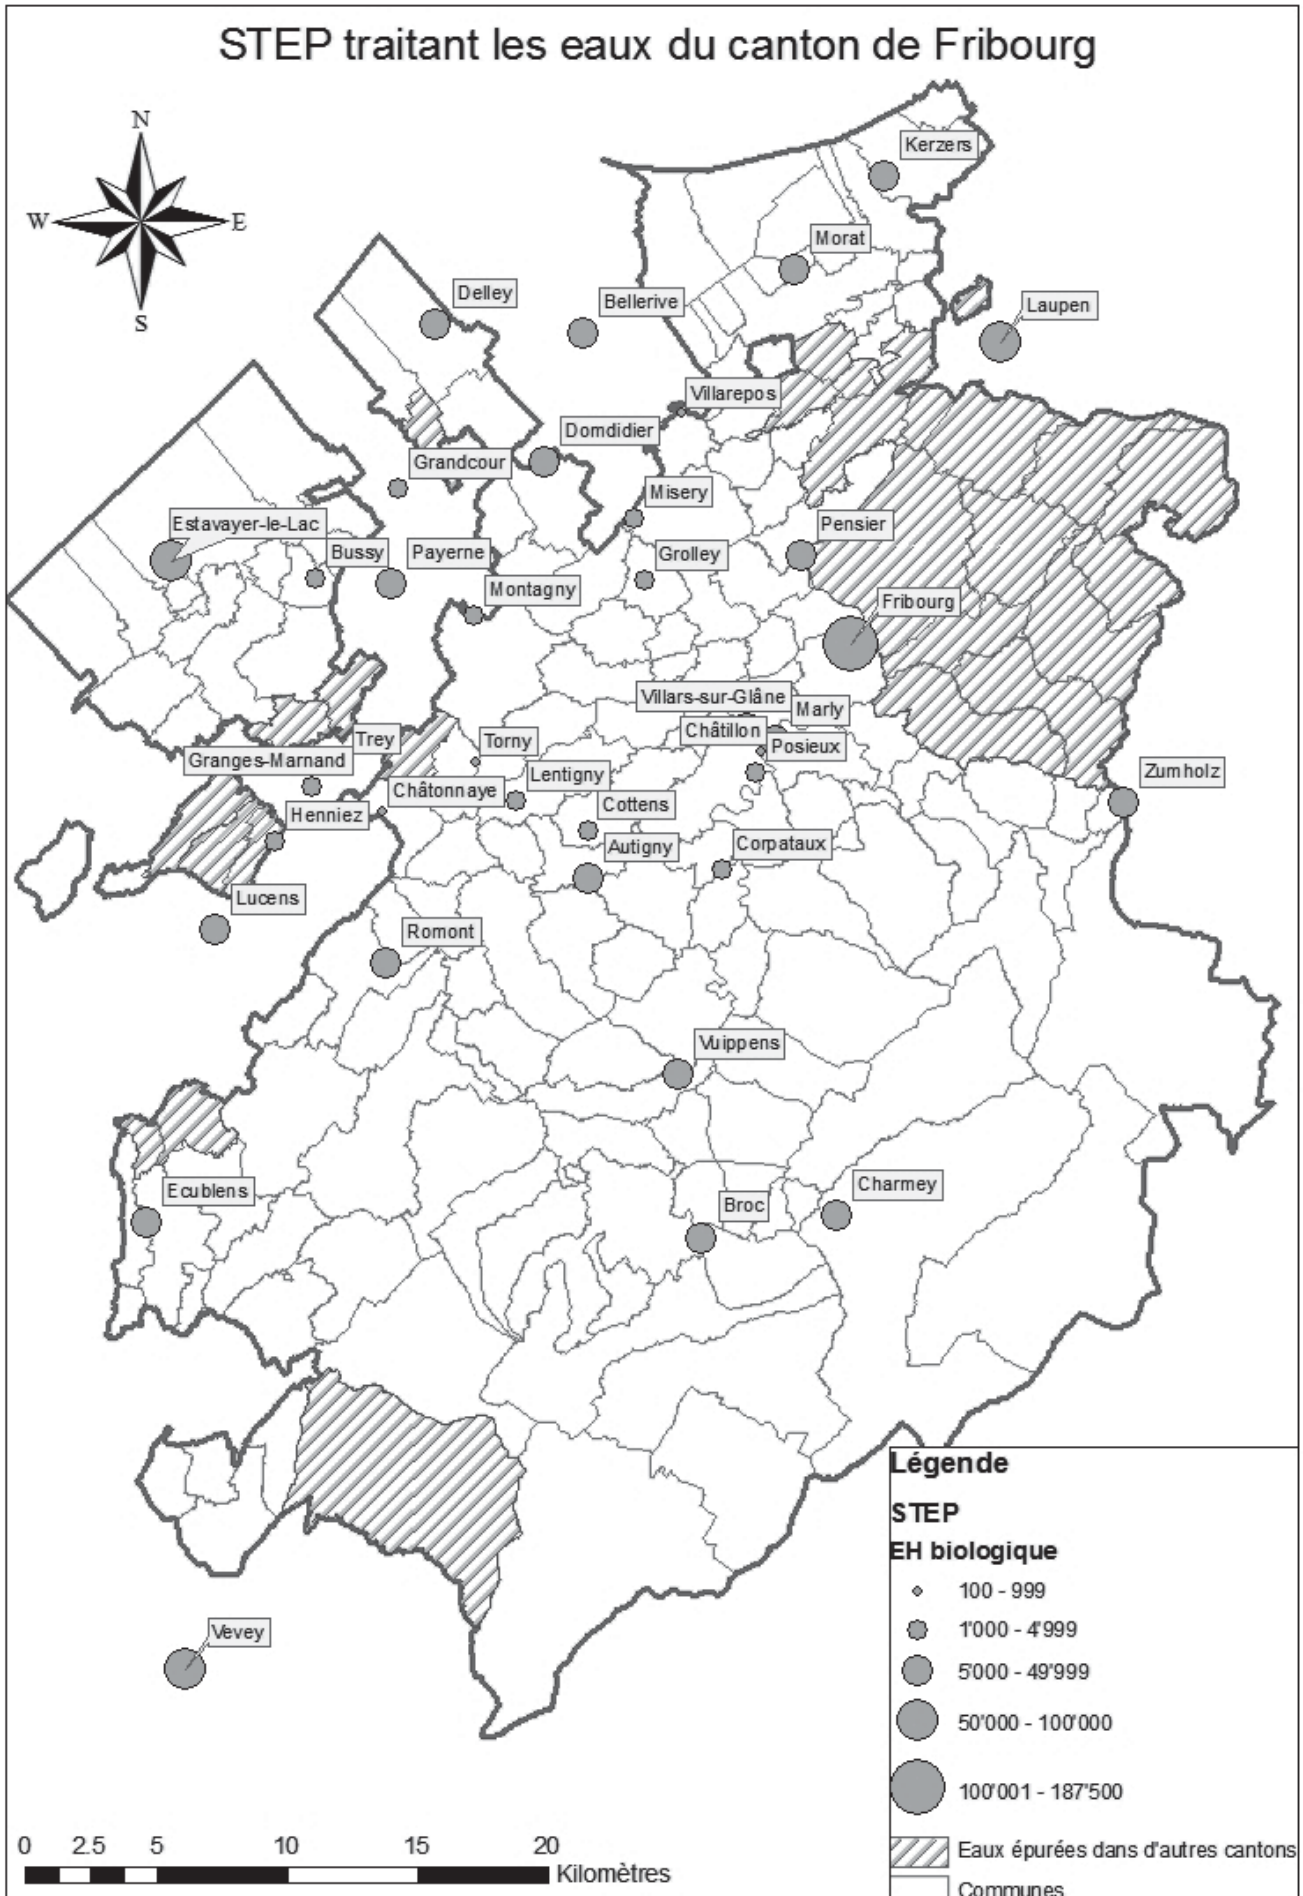 STEP traitant les eaux du canton de Fribourg
N
W
E
S
Kerzers
Morat
Delley
Bellerive
Laupen
Villarepos
Domdidier
Grandcour
Misery
Estavayer-le-Lac
Pensier
Bussy
Payerne
Grolley
Montagny
Fribourg
Villars-sur-Glâne
Marly
Châtillon
Trey
Torny
Posieux
Granges-Marnand
Lentigny
Zumholz
Châtonnaye
Cottens
Henniez
Autigny
Corpataux
Lucens
Romont
Vuippens
Ecublens
Charmey
Broc
Vevey
Légende
STEP
EH biologique
100 - 999
1'000 - 4'999
5'000 - 49'999
50'000 - 100'000
100'001 - 187'500
Eaux épurées dans d'autres cantons
Communes
0 2.5 5 10 15 20
Kilomètres